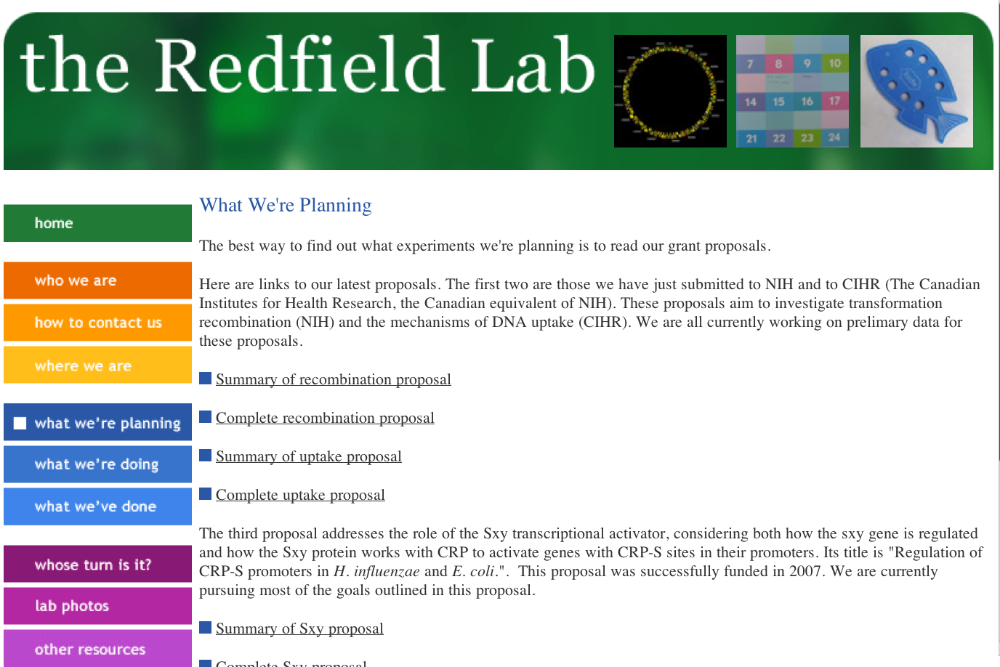 the Redfield Lab
7 8 9 10
14 15 16 17
21 22 23 24
home
who we are
how to contact us
where we are
what we're planning
what we're doing
what we've done
whose turn is it?
lab photos
other resources
What We're Planning
The best way to find out what experiments we're planning is to read our grant proposals.
Here are links to our latest proposals. The first two are those we have just submitted to NIH and to CIHR (The Canadian
Institutes for Health Research, the Canadian equivalent of NIH). These proposals aim to investigate transformation
recombination (NIH) and the mechanisms of DNA uptake (CIHR). We are all currently working on prelimary data for
these proposals.
Summary of recombination proposal
Complete recombination proposal
Summary of uptake proposal
Complete uptake proposal
The third proposal addresses the role of the Sxy transcriptional activator, considering both how the sxy gene is regulated
and how the Sxy protein works with CRP to activate genes with CRP-S sites in their promoters. Its title is "Regulation of
CRP-S promoters in H. influenzae and E. coli.".  This proposal was successfully funded in 2007. We are currently
pursuing most of the goals outlined in this proposal.
Summary of Sxy proposal
Complete Sxy proposal